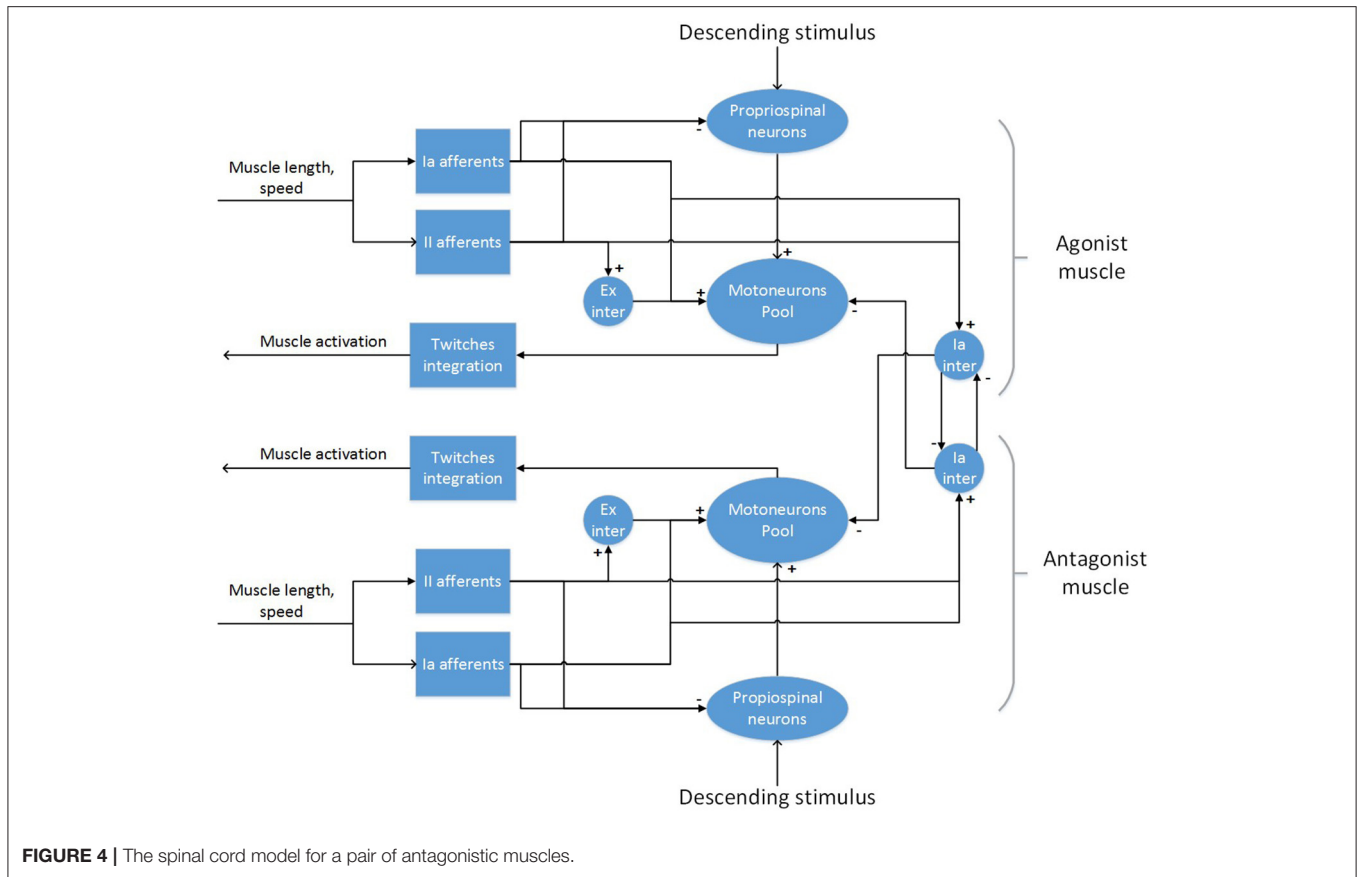 Descending stimulus
Propriospinal
neurons
-
Muscle length,
speed
Ia afferents
II afferents
+
Ex
inter
+
+
Motoneurons
Pool
-
Agonist
muscle
Muscle activation
Twitches
integration
+
Ia
inter
-
-
Muscle activation
Twitches
integration
Ia
inter
+
Ex
inter
+
+
Motoneurons
Pool
-
+
Antagonist
muscle
Muscle length,
speed
II afferents
Ia afferents
-
Propiospinal
neurons
Descending stimulus
FIGURE 4 | The spinal cord model for a pair of antagonistic muscles.